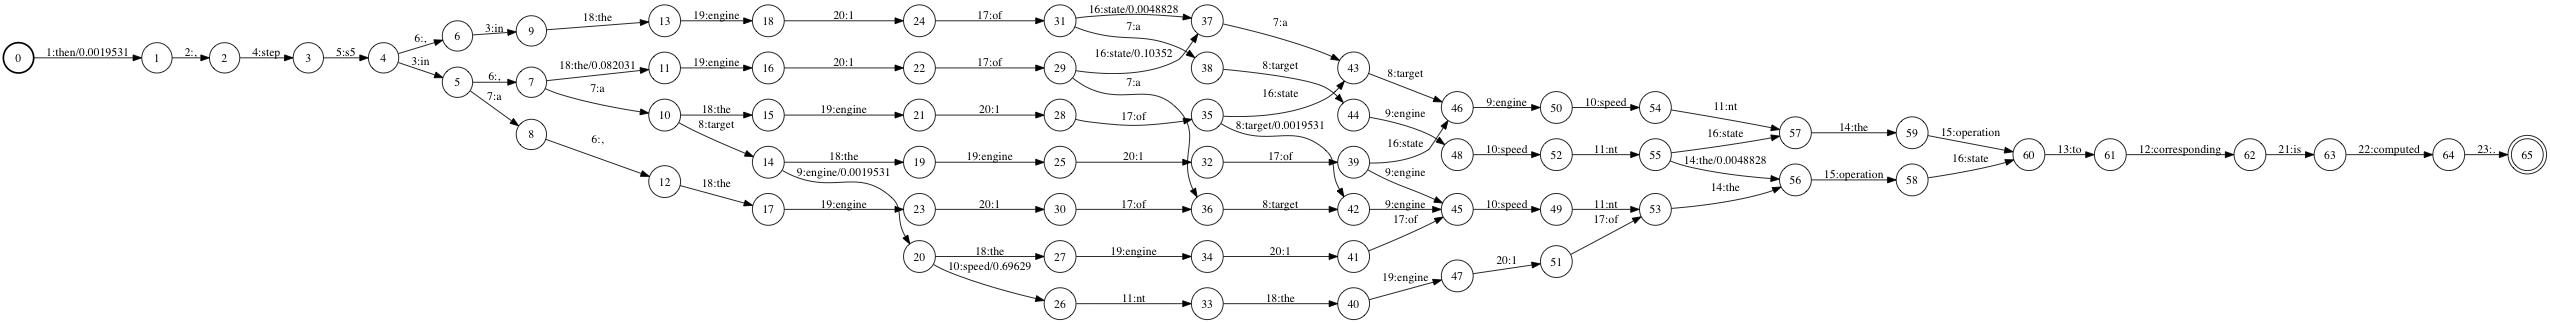 0 1:then/0.0019531 1 2:, 2 4:step 3 5:s5 4
6:, 6 3:in 9 18:the 13 19:engine 18 20:1 24 17:of 31 16:state/0.0048828 37 7:a
7:a 38 8:target 44 9:engine 48 10:speed 52 11:nt 55 16:state
3:in 5 6:, 7 18:the/0.082031 11 19:engine 16 20:1 22 17:of 29 16:state/0.10352
7:a 43 8:target 46 9:engine 50 10:speed 54 11:nt 57 14:the 59 15:operation
7:a 10 18:the 15 19:engine 21 20:1 28 17:of 35 16:state
8:target/0.0019531
7:a 8 6:, 12 18:the 17 19:engine 23 20:1 30 17:of 36 8:target 42 9:engine 45 10:speed 49 11:nt 53 14:the
8:target 14 18:the 19 19:engine 25 20:1 32 17:of 39 16:state
9:engine
14:the/0.0048828 56 15:operation 58 16:state
9:engine/0.0019531 20 18:the 27 19:engine 34 20:1 41 17:of
10:speed/0.69629 26 11:nt 33 18:the 40 19:engine 47 20:1 51 17:of
60 13:to 61 12:corresponding 62 21:is 63 22:computed 64 23:. 65